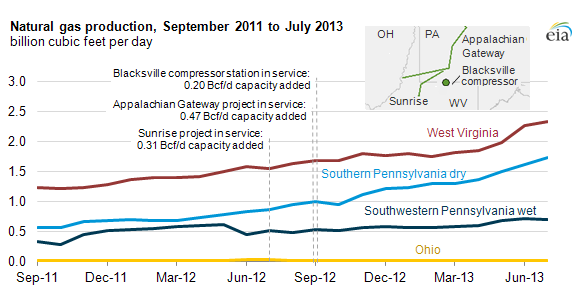 Natural gas production, September 2011 to July 2013
billion cubic feet per day
eia
OH
PA
Appalachian
Gateway
Blacksville
compressor
Sunrise
WV
Blacksville compressor station in service:
0.20 Bcf/d capacity added
Appalachian Gateway project in service:
0.47 Bcf/d capacity added
Sunrise project in service:
0.31 Bcf/d capacity added
3.0
2.5
2.0
1.5
1.0
0.5
0.0
West Virginia
Southern Pennsylvania dry
Southwestern Pennsylvania wet
Ohio
Sep-11
Dec-11
Mar-12
Jun-12
Sep-12
Dec-12
Mar-13
Jun-13